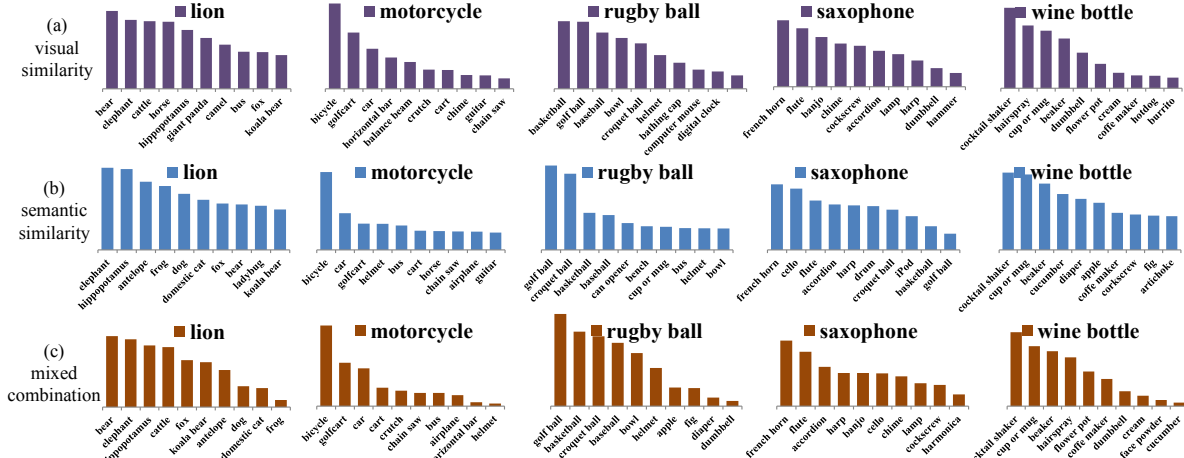 (a)
visual
similarity
lion
bear
elephant
cattle
horse
hippopotamus
giant panda
camel
bus
fox
koala bear
motorcycle
bicycle
golfcart
car
horizontal bar
balance beam
crutch
cart
chime
guitar
chain saw
rugby ball
basketball
golf ball
baseball
bowl
croquet ball
helmet
bathing cap
computer mouse
digital clock
saxophone
french horn
flute
banjo
chime
cockscrew
accordion
lamp
harp
dumbbell
hammer
wine bottle
cocktail shaker
hairspray
cup or mug
beaker
dumbbell
flower pot
cream
coffe maker
hotdog
burrito
(b)
semantic
similarity
lion
elephant
hippopotamus
antelope
frog
dog
domestic cat
fox
bear
ladybug
koala bear
motorcycle
bicycle
car
golfcart
helmet
bus
cart
horse
chain saw
airplane
guitar
rugby ball
golf ball
croquet ball
basketball
baseball
can opener
bench
cup or mug
bus
helmet
bowl
saxophone
french horn
cello
flute
accordion
harp
drum
croquet ball
iPod
basketball
golf ball
wine bottle
cocktail shaker
cup or mug
beaker
cucumber
diaper
apple
coffe maker
corkscrew
fig
artichoke
(c)
mixed
combination
lion
bear
elephant
hippopotamus
cattle
fox
koala bear
antelope
dog
domestic cat
frog
motorcycle
bicycle
golfcart
car
cart
crutch
chain saw
bus
airplane
horizontal bar
helmet
rugby ball
golf ball
basketball
croquet ball
baseball
bowl
helmet
apple
fig
diaper
dumbbell
saxophone
french horn
flute
accordion
harp
banjo
cello
chime
lamp
cockscrew
harmonica
wine bottle
cocktail shaker
cup or mug
beaker
hairspray
flower pot
coffe maker
dumbbell
cream
face powder
cucumber